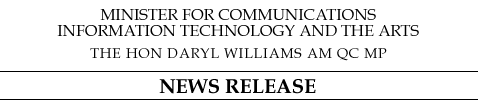 MINISTER FOR COMMUNICATIONS
INFORMATION TECHNOLOGY AND THE ARTS
THE HON DARYL WILLIAMS AM QC MP
NEWS RELEASE